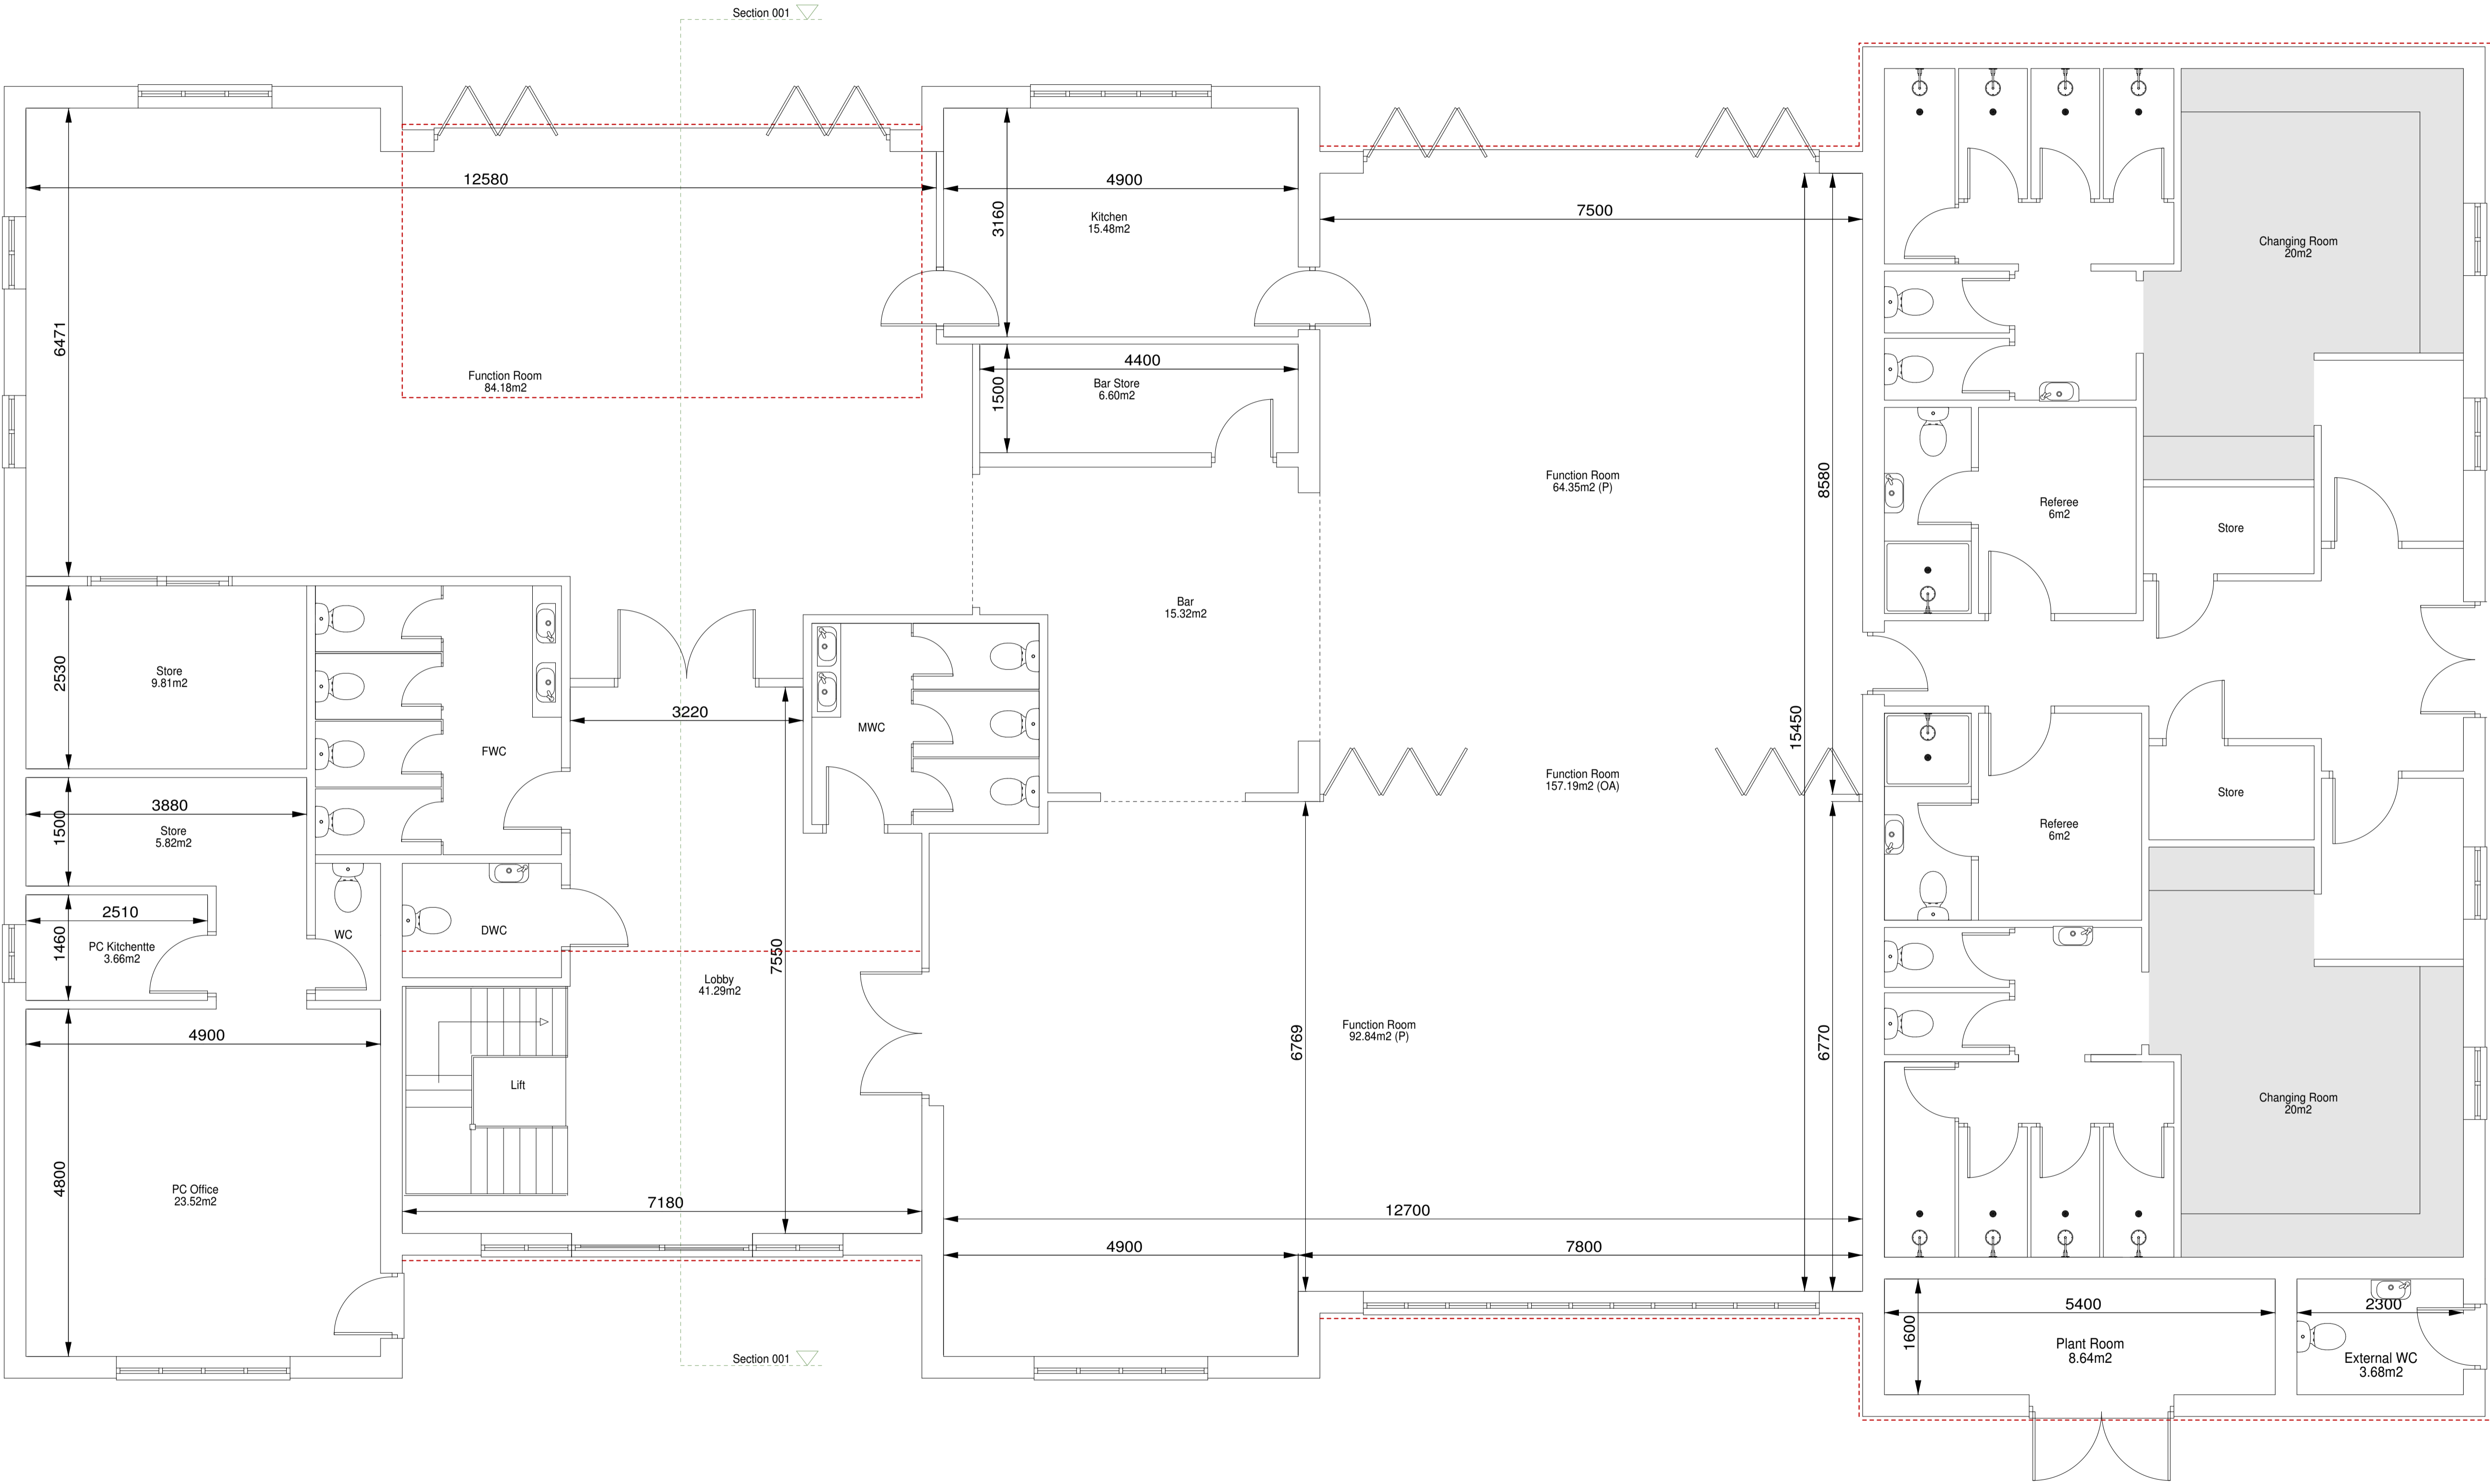 Section 001
12580
4900
Kitchen
15.48m2
3160
7500
Changing Room
20m2
6471
Function Room
84.18m2
4400
Bar Store
6.60m2
1500
Function Room
64.35m2 (P)
8580
Referee
6m2
Store
Bar
15.32m2
2530
Store
9.81m2
FWC
3220
MWC
15450
Function Room
157.19m2 (OA)
Store
3880
1500
Store
5.82m2
Referee
6m2
2510
1460
PC Kitchentte
3.66m2
WC
DWC
7550
Lobby
41.29m2
4900
6769
Function Room
92.84m2 (P)
6770
Lift
Changing Room
20m2
4800
PC Office
23.52m2
7180
12700
4900
7800
5400
2300
1600
Plant Room
8.64m2
External WC
3.68m2
Section 001